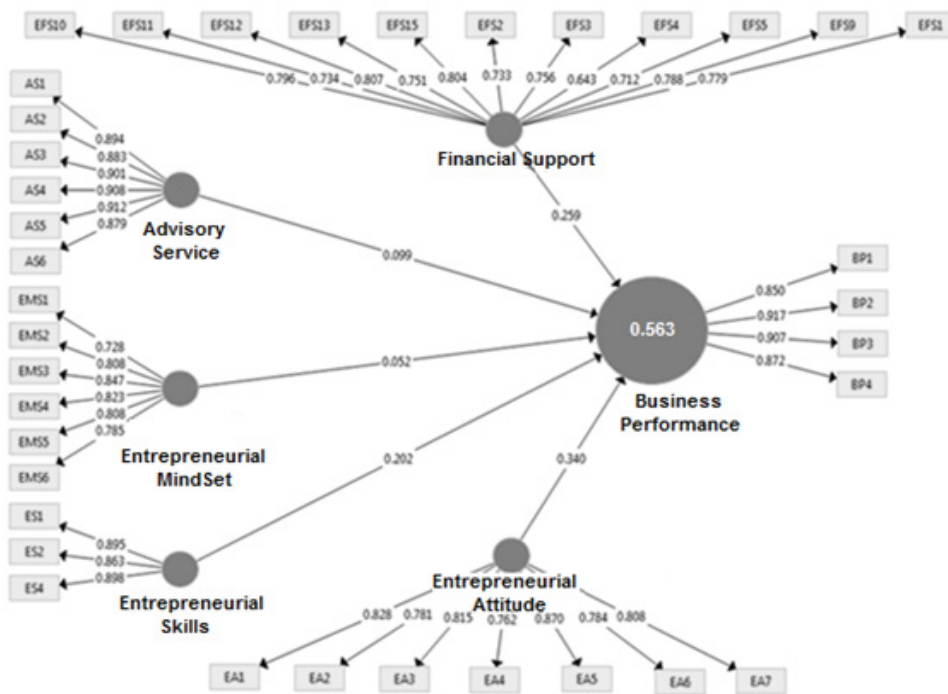 EFS10 EFS11 EFS12 EFS13 EFS15 EFS2 EFS3 EFS4 EFS5 EFS9 EFS1
0.796 0.734 0.807 0.751 0.804 0.733 0.756 0.643 0.712 0.788 0.779
Financial Support
0.259
AS1
AS2
AS3
AS4
AS5
AS6
0.894
0.883
0.901
0.908
0.912
0.879
Advisory
Service
0.099
EMS1
EMS2
EMS3
EMS4
EMS5
EMS6
0.728
0.808
0.847
0.823
0.808
0.785
Entrepreneurial
MindSet
0.052
ES1
ES2
ES4
0.895
0.863
0.898
Entrepreneurial
Skills
0.202
0.563
Business
Performance
0.850
0.917
0.907
0.872
BP1
BP2
BP3
BP4
0.340
Entrepreneurial
Attitude
0.828 0.781 0.815 0.762 0.870 0.784 0.808
EA1 EA2 EA3 EA4 EA5 EA6 EA7